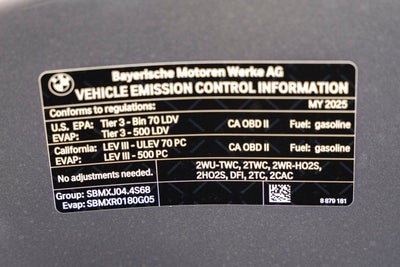 BMW
Bayerische Motoren Werke AG
VEHICLE EMISSION CONTROL INFORMATION
Conforms to regulations: MY 2025
U.S. EPA: Tier 3 - Bin 70 LDV CA OBD II Fuel: gasoline
EVAP: Tier 3 - 500 LDV
California: LEV III - ULEV 70 PC CA OBD II Fuel: gasoline
Evap: LEV III - 500 PC
No adjustments needed. 2WU-TWC, 2TWC, 2WR-HO2S,
2HO2S, DFI, 2TC, 2CAC
Group: SBMXJ04.4S68
Evap: SBMXR0180G05
8 879 181